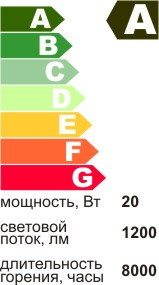 A A
B
C
D
E
F
G
мощность, Вт 20
световой
поток, лм 1200
длительность
горения, часы 8000